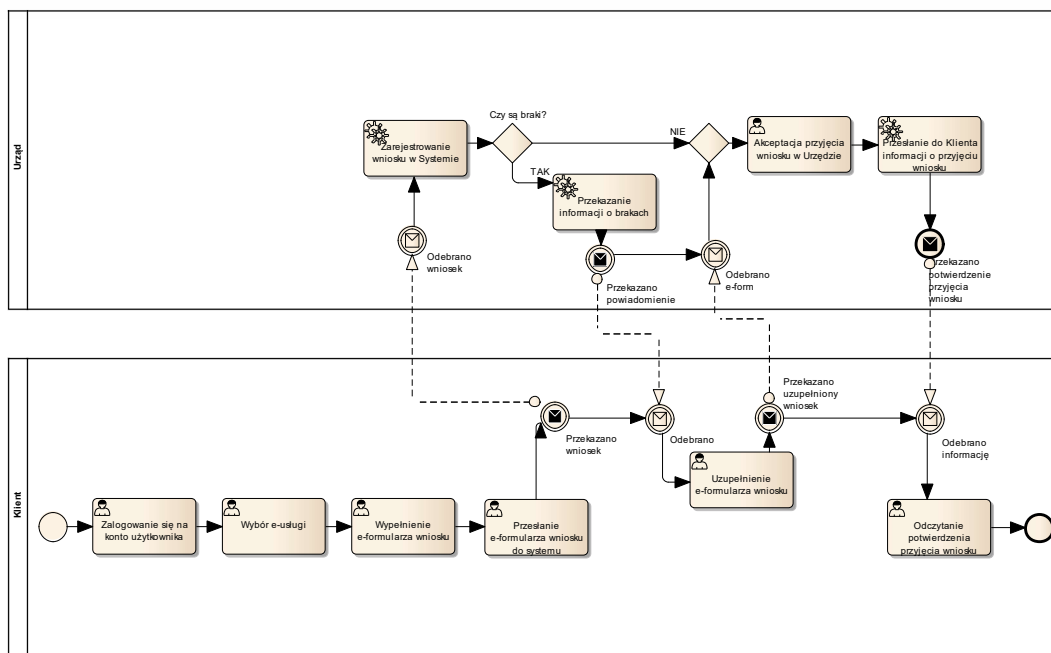 Urząd
Czy są braki?
Zarejestrowanie
wniosku w Systemie
NIE
Akceptacja przyjęcia
wniosku w Urzędzie
Przesłanie do Klienta
informacji o przyjęciu
wniosku
TAK
Przekazanie
informacji o brakach
Odebrano
wniosek
Przekazano
powiadomienie
Odebrano
e-form
Przekazano
potwierdzenie
przyjęcia
wniosku
Klient
Przekazano
wniosek
Odebrano
Przekazano
uzupełniony
wniosek
Odebrano
informację
Uzupełnienie
e-formularza wniosku
Zalogowanie się na
konto użytkownika
Wybór e-usługi
Wypełnienie
e-formularza wniosku
Przesłanie
e-formularza wniosku
do systemu
Odczytanie
potwierdzenia
przyjęcia wniosku